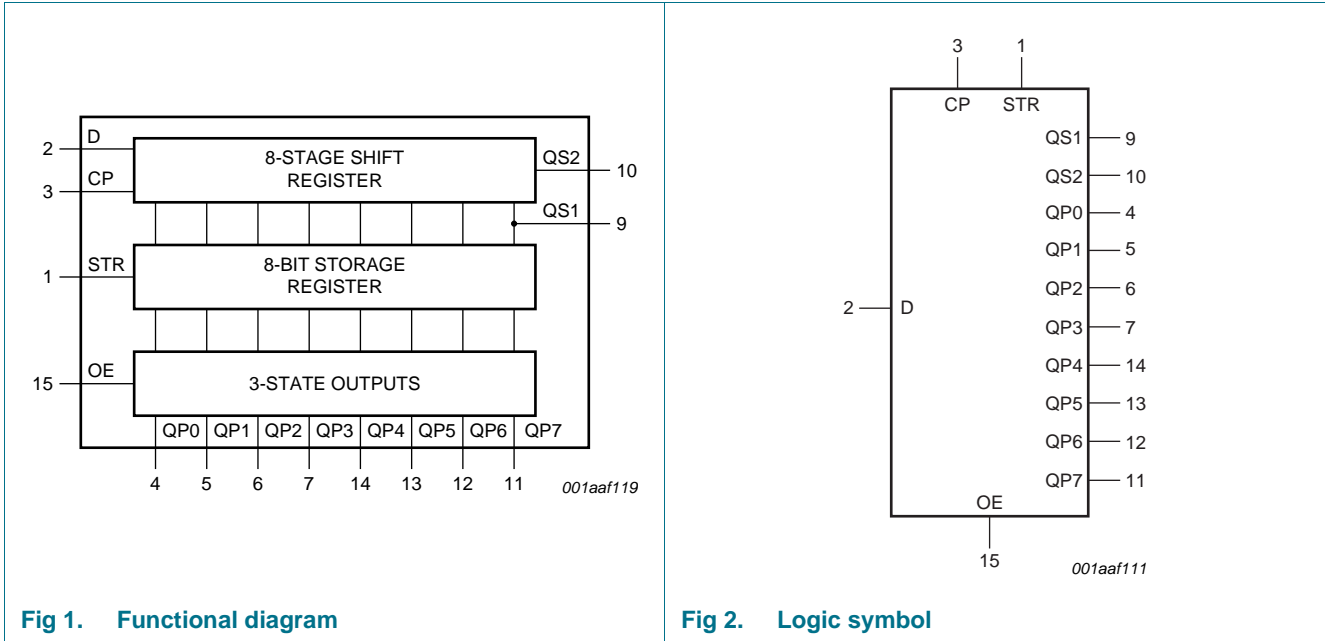 D
2
8-STAGE SHIFT
REGISTER
QS2
10
CP
3
QS1
9
STR
1
8-BIT STORAGE
REGISTER
OE
15
3-STATE OUTPUTS
QP0 QP1 QP2 QP3 QP4 QP5 QP6 QP7
4 5 6 7 14 13 12 11
001aaf119
Fig 1. Functional diagram
3 1
CP STR
QS1 9
QS2 10
QP0 4
QP1 5
QP2 6
2 D
QP3 7
QP4 14
QP5 13
QP6 12
QP7 11
OE
15
001aaf111
Fig 2. Logic symbol